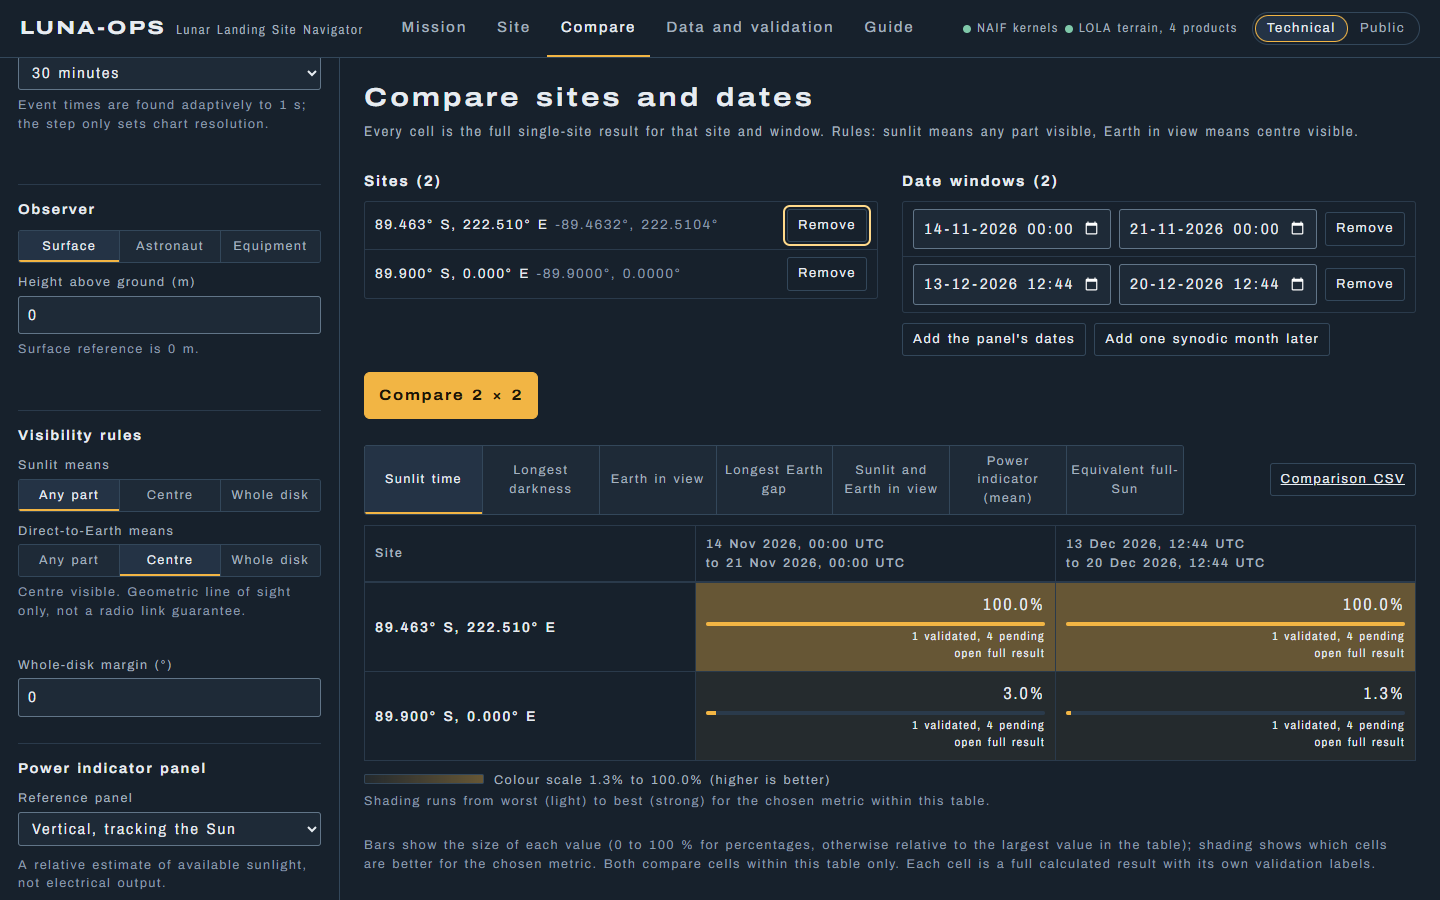 LUNA-OPS Lunar Landing Site Navigator Mission Site Compare Data and validation Guide NAIF kernels LOLA terrain, 4 products Technical Public
30 minutes
Event times are found adaptively to 1 s;
the step only sets chart resolution.
Observer
Surface Astronaut Equipment
Height above ground (m)
0
Surface reference is 0 m.
Visibility rules
Sunlit means
Any part Centre Whole disk
Direct-to-Earth means
Any part Centre Whole disk
Centre visible. Geometric line of sight
only, not a radio link guarantee.
Whole-disk margin (°)
0
Power indicator panel
Reference panel
Vertical, tracking the Sun
A relative estimate of available sunlight,
not electrical output.
Compare sites and dates
Every cell is the full single-site result for that site and window. Rules: sunlit means any part visible, Earth in view means centre visible.
Sites (2)
89.463° S, 222.510° E -89.4632°, 222.5104° Remove
89.900° S, 0.000° E -89.9000°, 0.0000° Remove
Date windows (2)
14-11-2026 00:00 21-11-2026 00:00 Remove
13-12-2026 12:44 20-12-2026 12:44 Remove
Add the panel's dates Add one synodic month later
Compare 2 × 2
Sunlit time
Longest
darkness
Earth in view
Longest Earth
gap
Sunlit and
Earth in view
Power
indicator
(mean)
Equivalent full-
Sun
Comparison CSV
Site
14 Nov 2026, 00:00 UTC
to 21 Nov 2026, 00:00 UTC
13 Dec 2026, 12:44 UTC
to 20 Dec 2026, 12:44 UTC
89.463° S, 222.510° E
100.0%
1 validated, 4 pending
open full result
100.0%
1 validated, 4 pending
open full result
89.900° S, 0.000° E
3.0%
1 validated, 4 pending
open full result
1.3%
1 validated, 4 pending
open full result
Colour scale 1.3% to 100.0% (higher is better)
Shading runs from worst (light) to best (strong) for the chosen metric within this table.
Bars show the size of each value (0 to 100 % for percentages, otherwise relative to the largest value in the table); shading shows which cells
are better for the chosen metric. Both compare cells within this table only. Each cell is a full calculated result with its own validation labels.